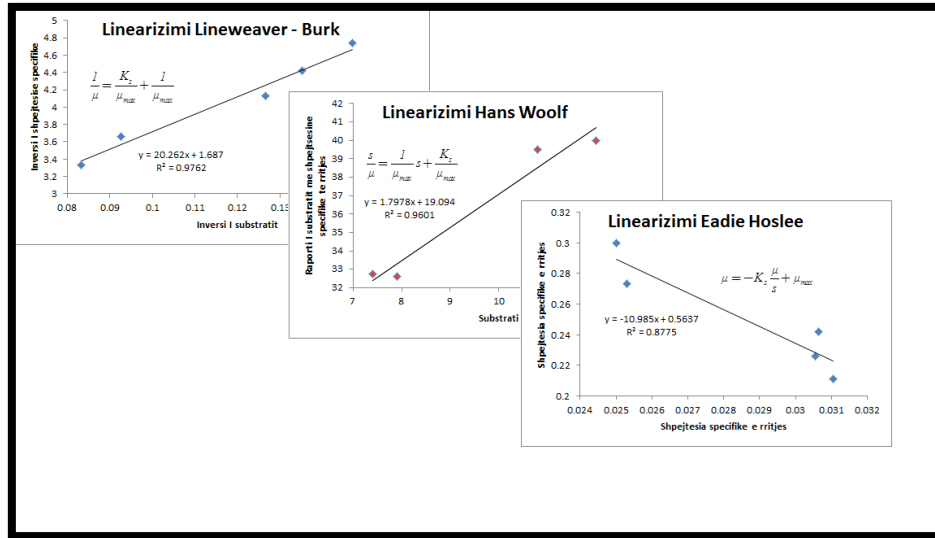 Linearizimi Lineweaver - Burk
Inversi I shpejtesise specifike
5
4.8
4.6
4.4
4.2
4
3.8
3.6
3.4
3.2
3
1/μ = K_s/μ_max + 1/μ_max
y = 20.262x + 1.687
R² = 0.9762
0.08 0.09 0.1 0.11 0.12 0.13
Inversi I substratit
Linearizimi Hans Woolf
Raporti I substratit me shpejtesine
specifike te rritjes
42
41
40
39
38
37
36
35
34
33
32
s/μ = 1/μ_max s + K_s/μ_max
y = 1.7978x + 19.094
R² = 0.9601
7 8 9 10
Substrati
Linearizimi Eadie Hoslee
Shpejtesia specifike e rritjes
0.32
0.3
0.28
0.26
0.24
0.22
0.2
μ = -K_s μ/s + μ_max
y = -10.985x + 0.5637
R² = 0.8775
0.024 0.025 0.026 0.027 0.028 0.029 0.03 0.031 0.032
Shpejtesia specifike e rritjes